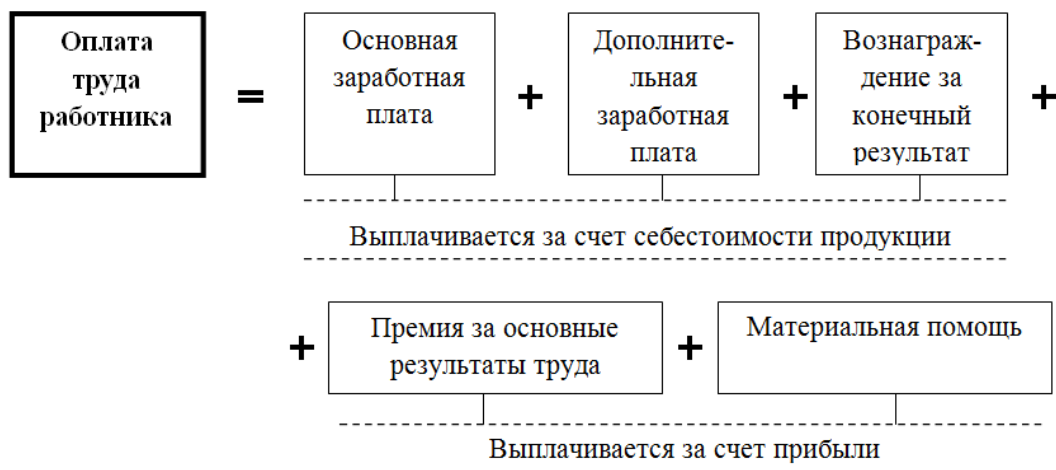 Оплата
труда
работника
=
Основная
заработная
плата
+
Дополните-
льная
заработная
плата
+
Вознаграж-
дение за
конечный
результат
+
Выплачивается за счет себестоимости продукции
+
Премия за основные
результаты труда
+
Материальная помощь
Выплачивается за счет прибыли